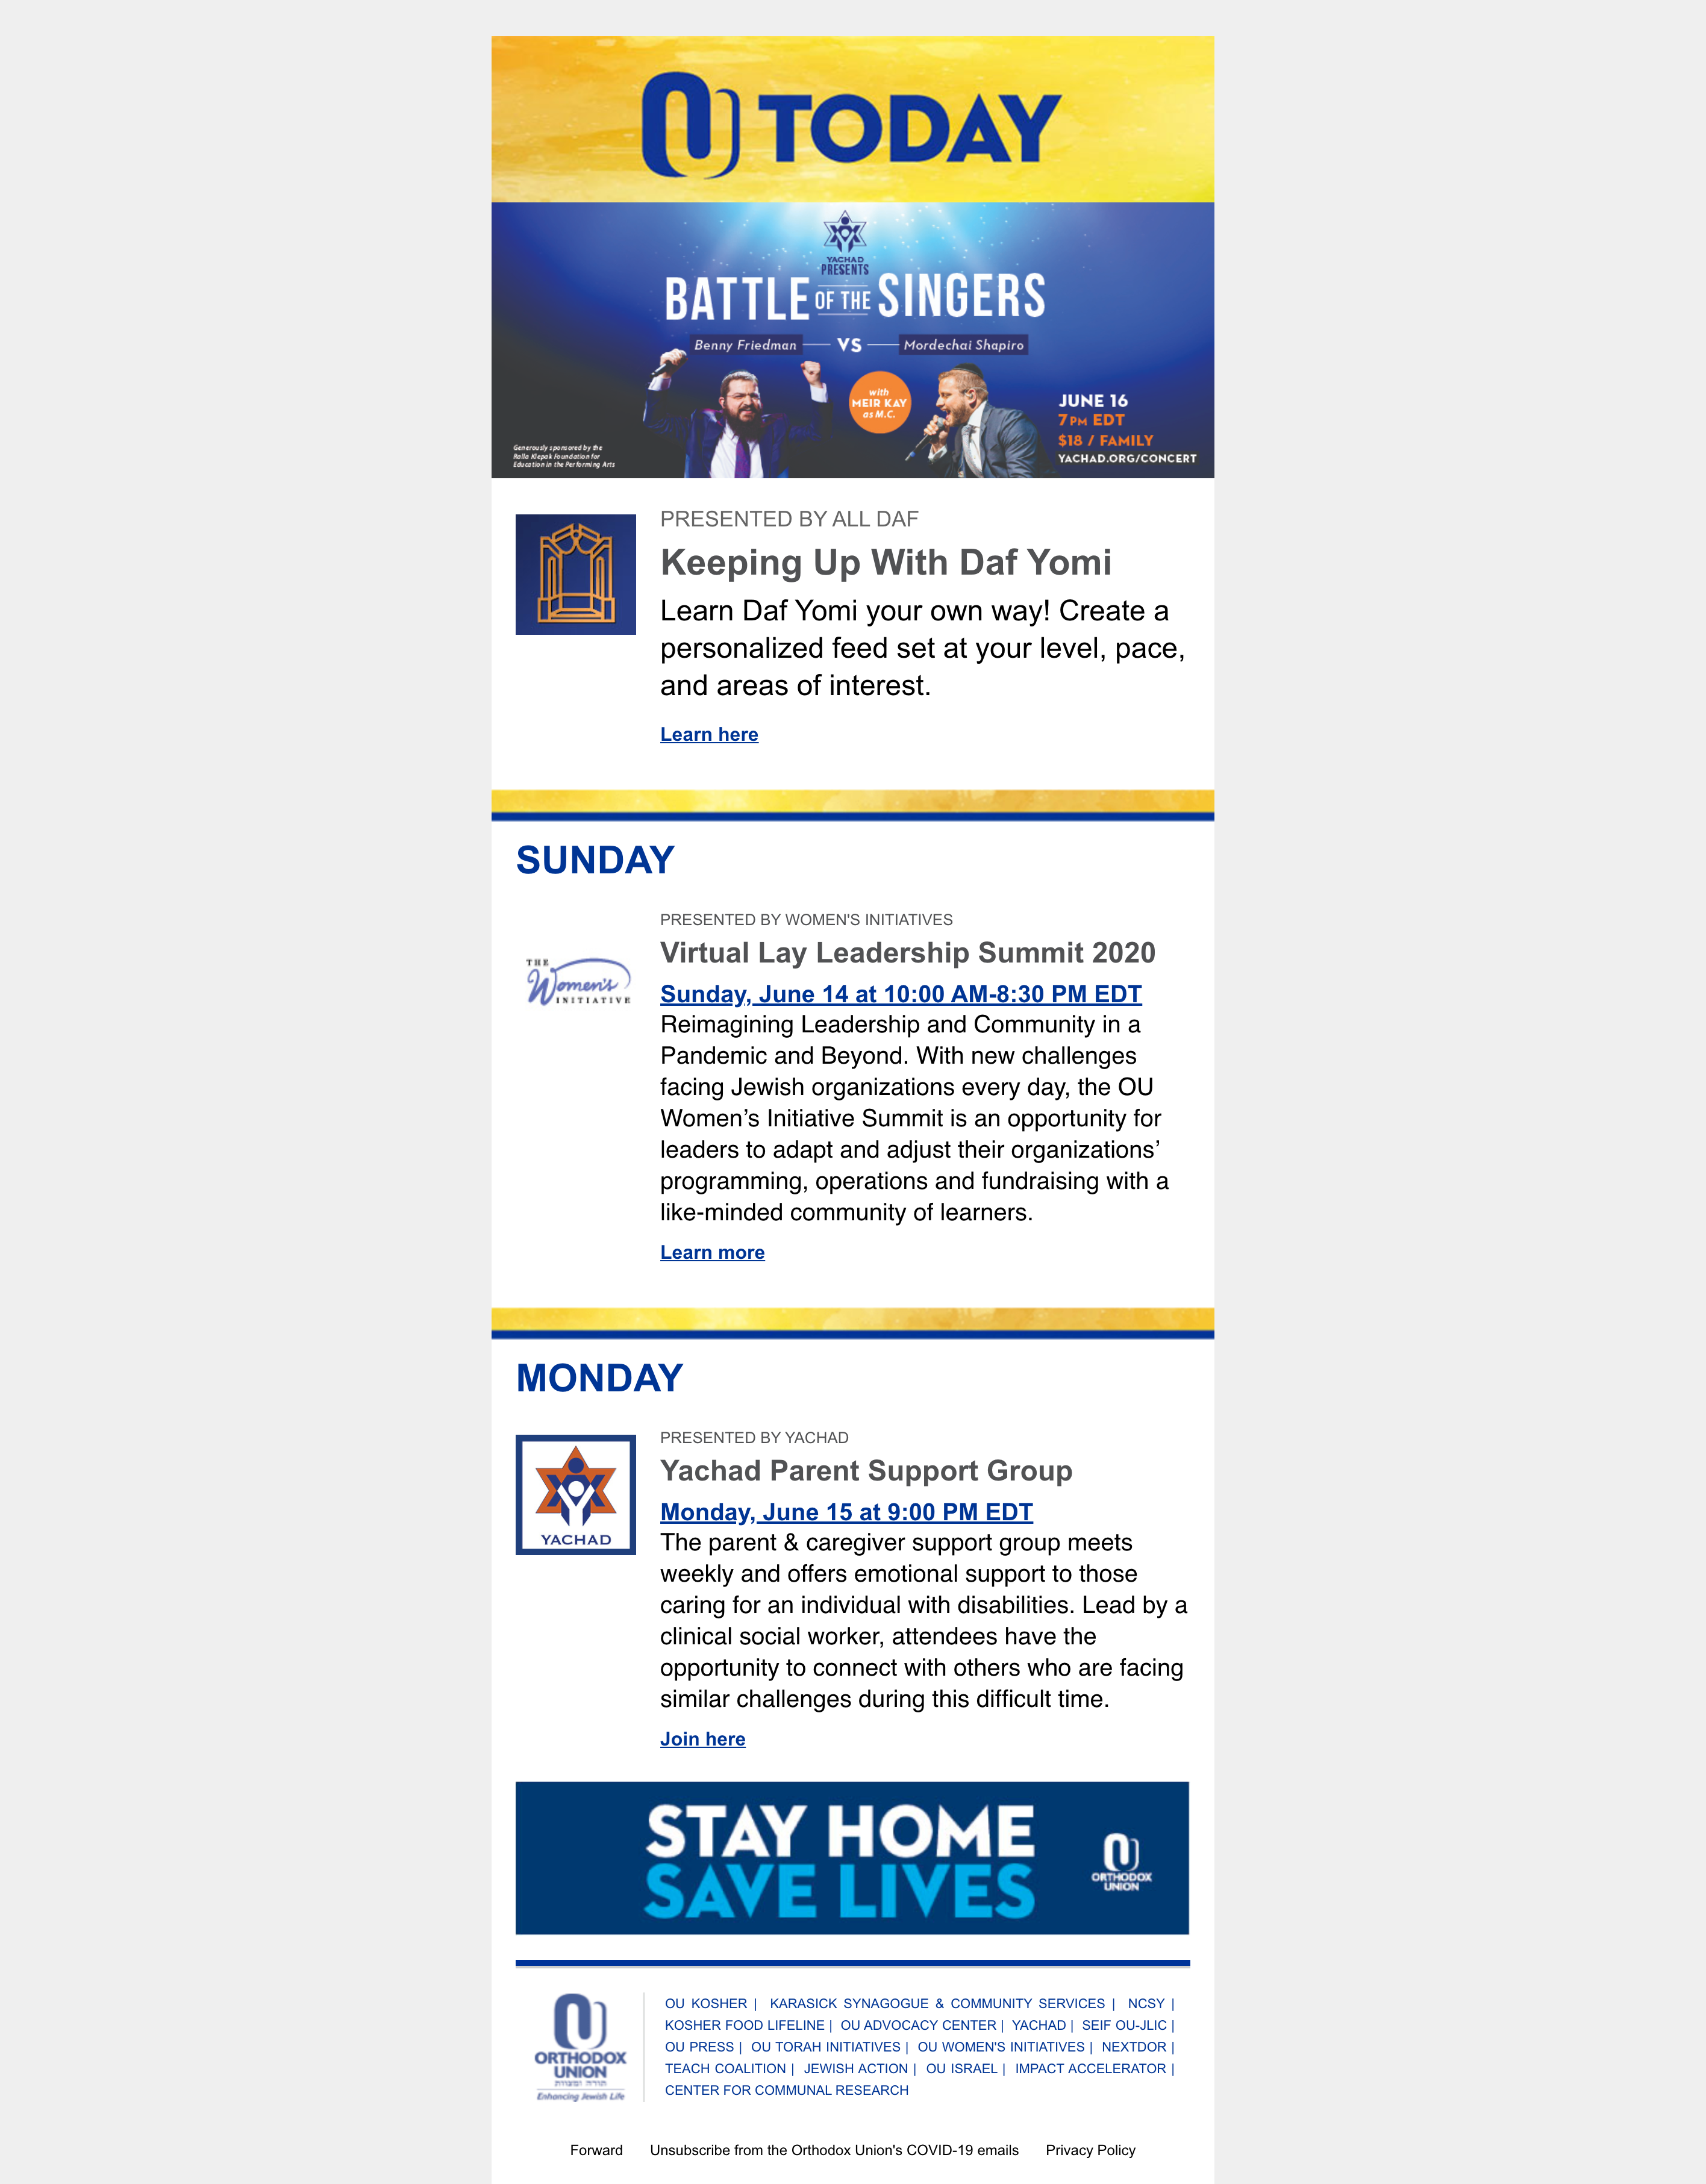 OU TODAY
YACHAD
PRESENTS
BATTLE OF THE SINGERS
Benny Friedman VS Mordechai Shapiro
with
MEIR KAY
as M.C.
JUNE 16
7PM EDT
$18 / FAMILY
YACHAD.ORG/CONCERT
Generously sponsored by the
Ralla Klepak Foundation for
Education in the Performing Arts
PRESENTED BY ALL DAF
Keeping Up With Daf Yomi
Learn Daf Yomi your own way! Create a
personalized feed set at your level, pace,
and areas of interest.
Learn here
SUNDAY
PRESENTED BY WOMEN'S INITIATIVES
THE
Women's
INITIATIVE
Virtual Lay Leadership Summit 2020
Sunday, June 14 at 10:00 AM-8:30 PM EDT
Reimagining Leadership and Community in a
Pandemic and Beyond. With new challenges
facing Jewish organizations every day, the OU
Women’s Initiative Summit is an opportunity for
leaders to adapt and adjust their organizations’
programming, operations and fundraising with a
like-minded community of learners.
Learn more
MONDAY
PRESENTED BY YACHAD
YACHAD
Yachad Parent Support Group
Monday, June 15 at 9:00 PM EDT
The parent & caregiver support group meets
weekly and offers emotional support to those
caring for an individual with disabilities. Lead by a
clinical social worker, attendees have the
opportunity to connect with others who are facing
similar challenges during this difficult time.
Join here
STAY HOME
SAVE LIVES
OU
ORTHODOX
UNION
OU
ORTHODOX
UNION
תורה ומצוות
Enhancing Jewish Life
OU KOSHER | KARASICK SYNAGOGUE & COMMUNITY SERVICES | NCSY |
KOSHER FOOD LIFELINE | OU ADVOCACY CENTER | YACHAD | SEIF OU-JLIC |
OU PRESS | OU TORAH INITIATIVES | OU WOMEN'S INITIATIVES | NEXTDOR |
TEACH COALITION | JEWISH ACTION | OU ISRAEL | IMPACT ACCELERATOR |
CENTER FOR COMMUNAL RESEARCH
Forward Unsubscribe from the Orthodox Union's COVID-19 emails Privacy Policy